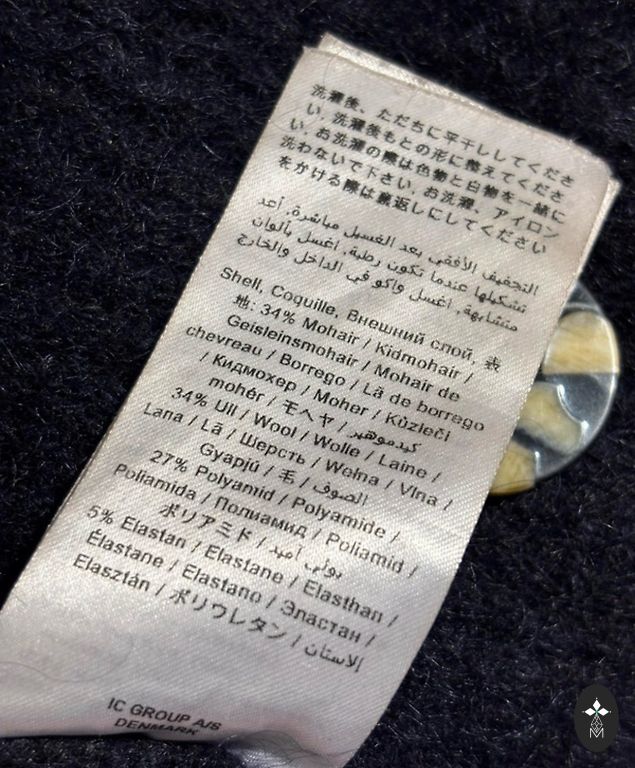 洗濯後、ただちに平干ししてくださ
い. 洗濯後もとの形に整えてくださ
い. お洗濯の際は色物と白物を一緒に
洗わないで下さい. お洗濯、アイロン
をかける際は裏返しにしてください
التجفيف الأفقي بعد الغسيل مباشرة. أعد
تشكيلها عندما تكون رطبة. اغسل بألوان
متشابهة. اغسل واكو في الداخل والخارج
Shell, Coquille, Внешний слой, 表
地: 34% Mohair / Kidmohair /
Geisleinsmohair / Mohair de
chevreau / Borrego / Lã de borrego
/ Кидмохер / Moher / Kůzlečí
mohér / モヘヤ / كيدموهير
34% Ull / Wool / Wolle / Laine /
Lana / Lã / Шерсть / Wełna / Vlna /
Gyapjú / 毛 / الصوف
27% Polyamid / Polyamide /
Poliamida / Полиамид / Poliamid /
ポリアミド / بولي أميد
5% Elastan / Elastane / Elasthan /
Élastane / Elastano / Эластан /
Elasztán / ポリウレタン / الاستان
IC GROUP A/S
DENMARK
M